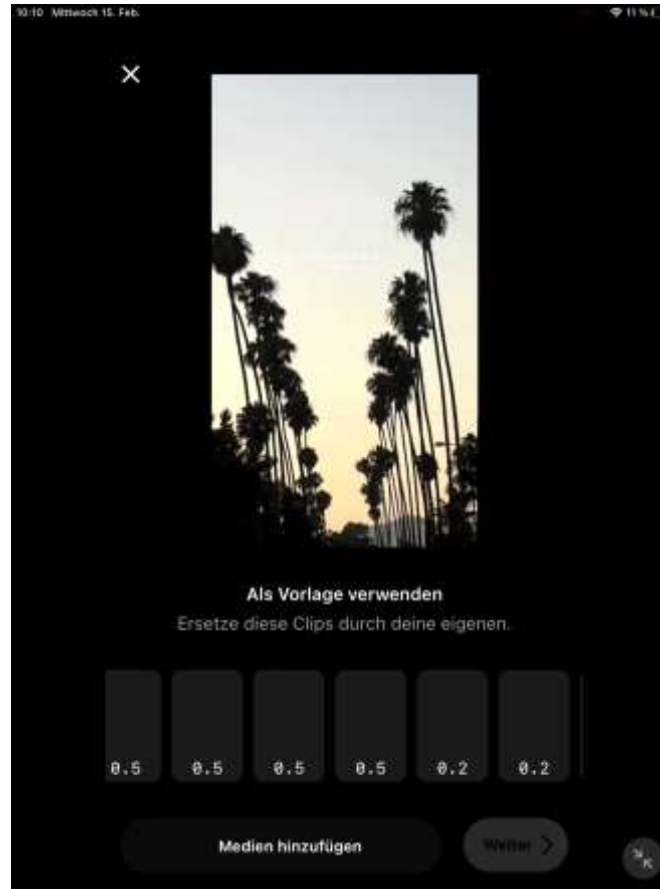 10:10 Mittwoch 15. Feb.
11 %
Als Vorlage verwenden
Ersetze diese Clips durch deine eigenen.
0.5
0.5
0.5
0.5
0.2
0.2
Medien hinzufügen
Weiter